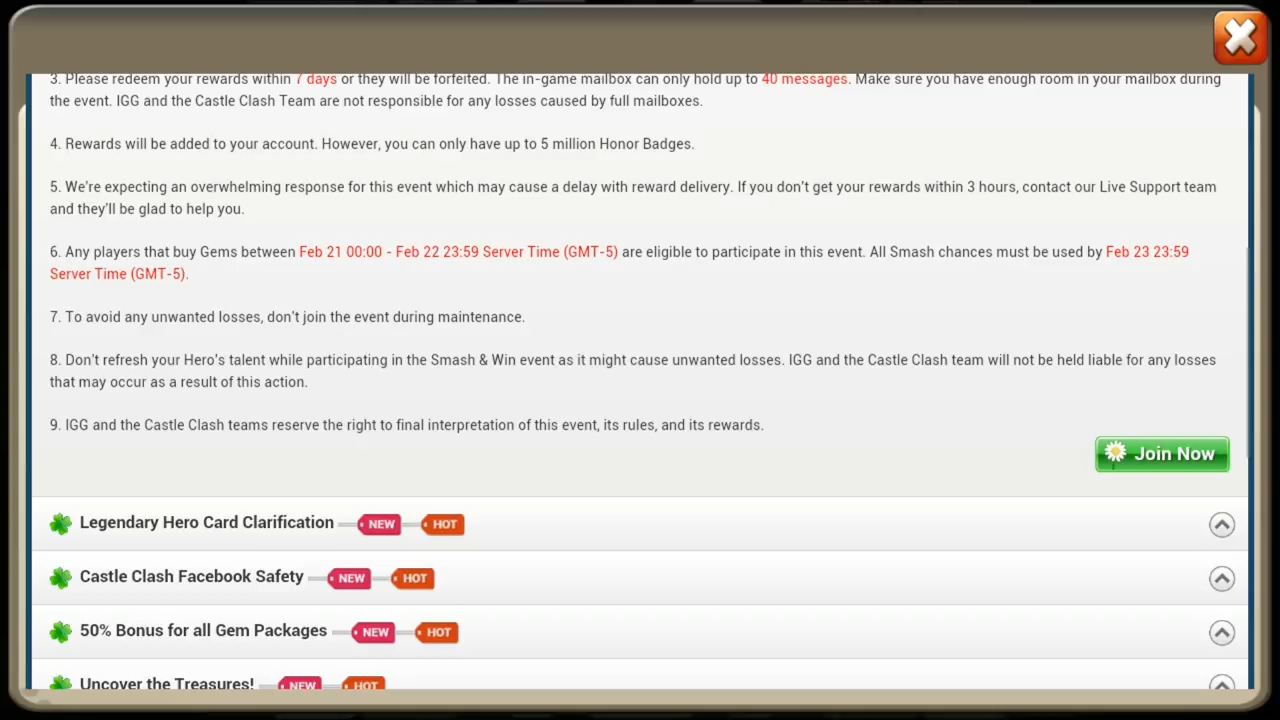 3. Please redeem your rewards within 7 days or they will be forfeited. The in-game mailbox can only hold up to 40 messages. Make sure you have enough room in your mailbox during
the event. IGG and the Castle Clash Team are not responsible for any losses caused by full mailboxes.
4. Rewards will be added to your account. However, you can only have up to 5 million Honor Badges.
5. We're expecting an overwhelming response for this event which may cause a delay with reward delivery. If you don't get your rewards within 3 hours, contact our Live Support team
and they'll be glad to help you.
6. Any players that buy Gems between Feb 21 00:00 - Feb 22 23:59 Server Time (GMT-5) are eligible to participate in this event. All Smash chances must be used by Feb 23 23:59
Server Time (GMT-5).
7. To avoid any unwanted losses, don't join the event during maintenance.
8. Don't refresh your Hero's talent while participating in the Smash & Win event as it might cause unwanted losses. IGG and the Castle Clash team will not be held liable for any losses
that may occur as a result of this action.
9. IGG and the Castle Clash teams reserve the right to final interpretation of this event, its rules, and its rewards.
Join Now
Legendary Hero Card Clarification NEW HOT
Castle Clash Facebook Safety NEW HOT
50% Bonus for all Gem Packages NEW HOT
Uncover the Treasures! NEW HOT